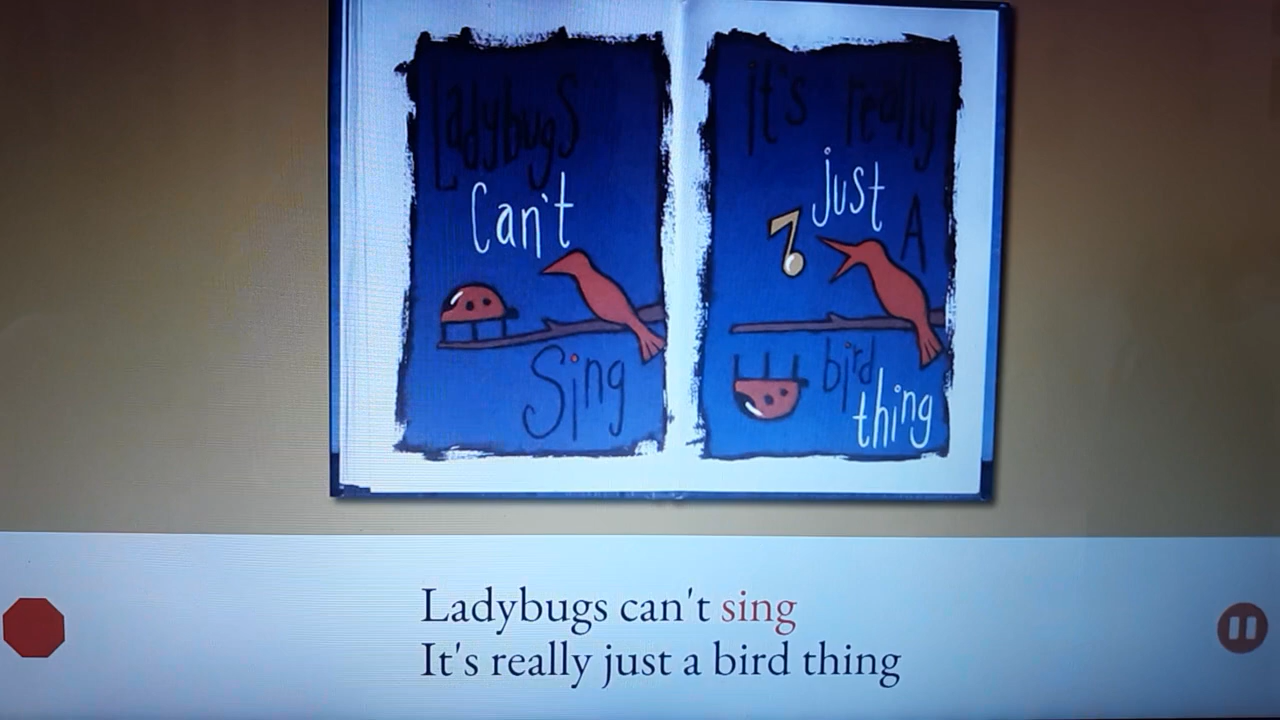 Ladybugs
Can't
Sing
it's really
just
A
bird
thing
Ladybugs can't sing
It's really just a bird thing